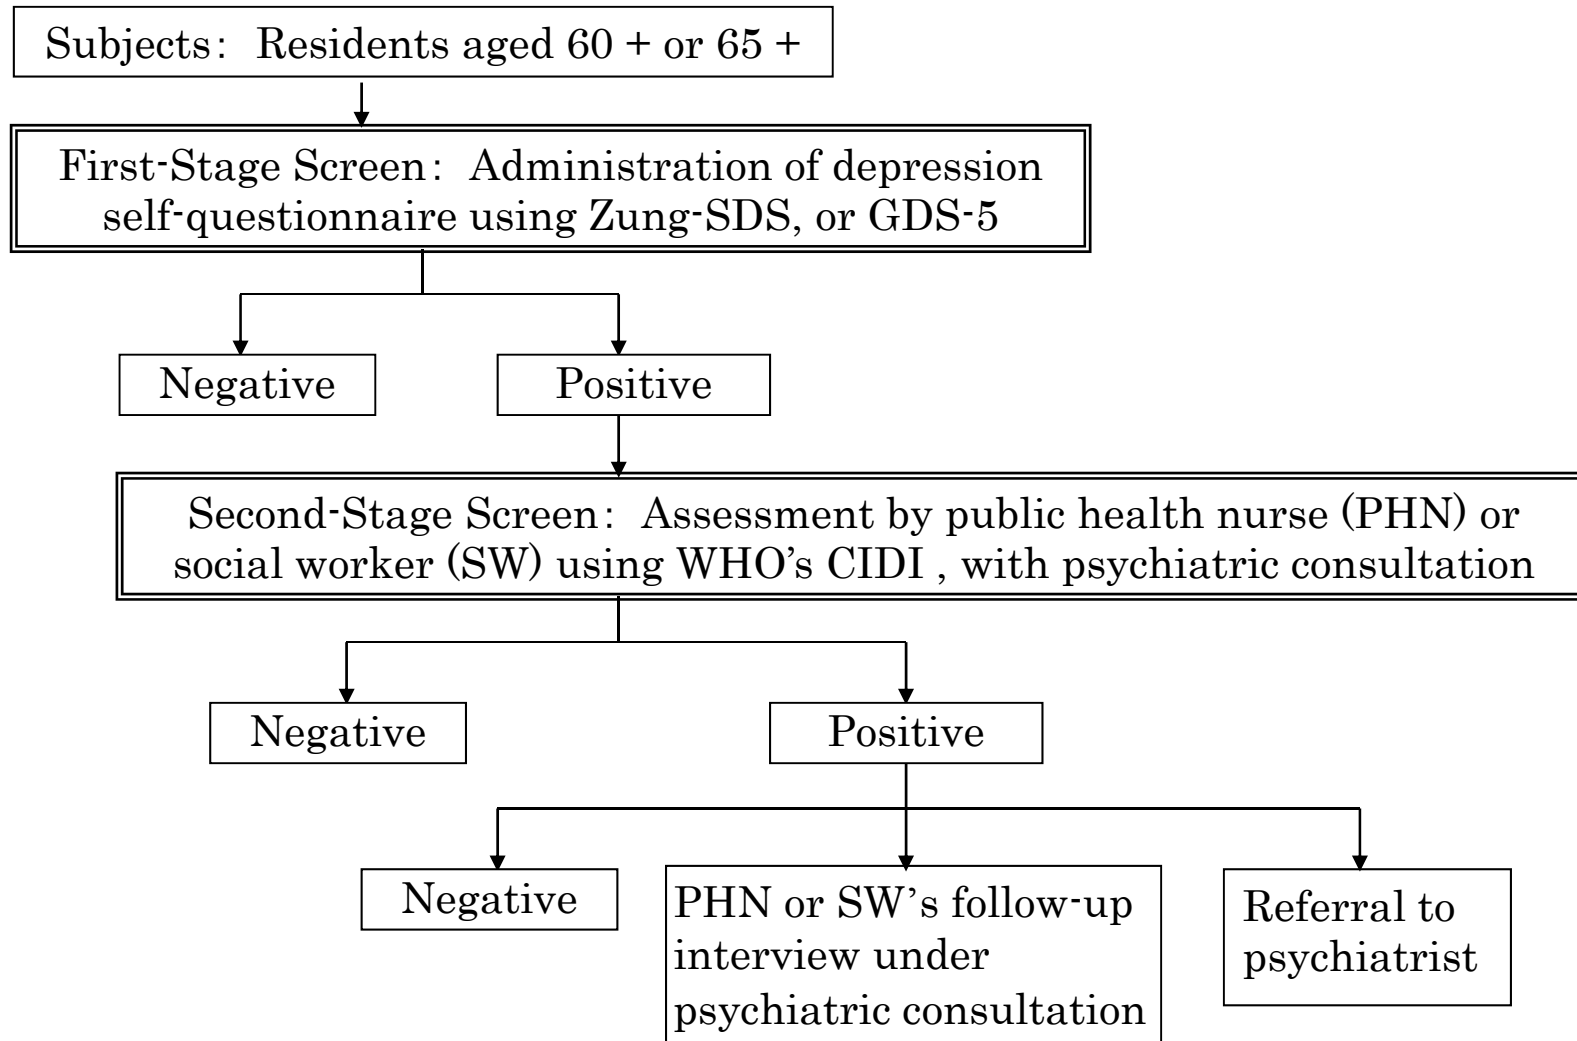 Subjects: Residents aged 60 + or 65 +
First-Stage Screen: Administration of depression
self-questionnaire using Zung-SDS, or GDS-5
Negative
Positive
Second-Stage Screen: Assessment by public health nurse (PHN) or
social worker (SW) using WHO’s CIDI , with psychiatric consultation
Negative
Positive
Negative
PHN or SW’s follow-up
interview under
psychiatric consultation
Referral to
psychiatrist